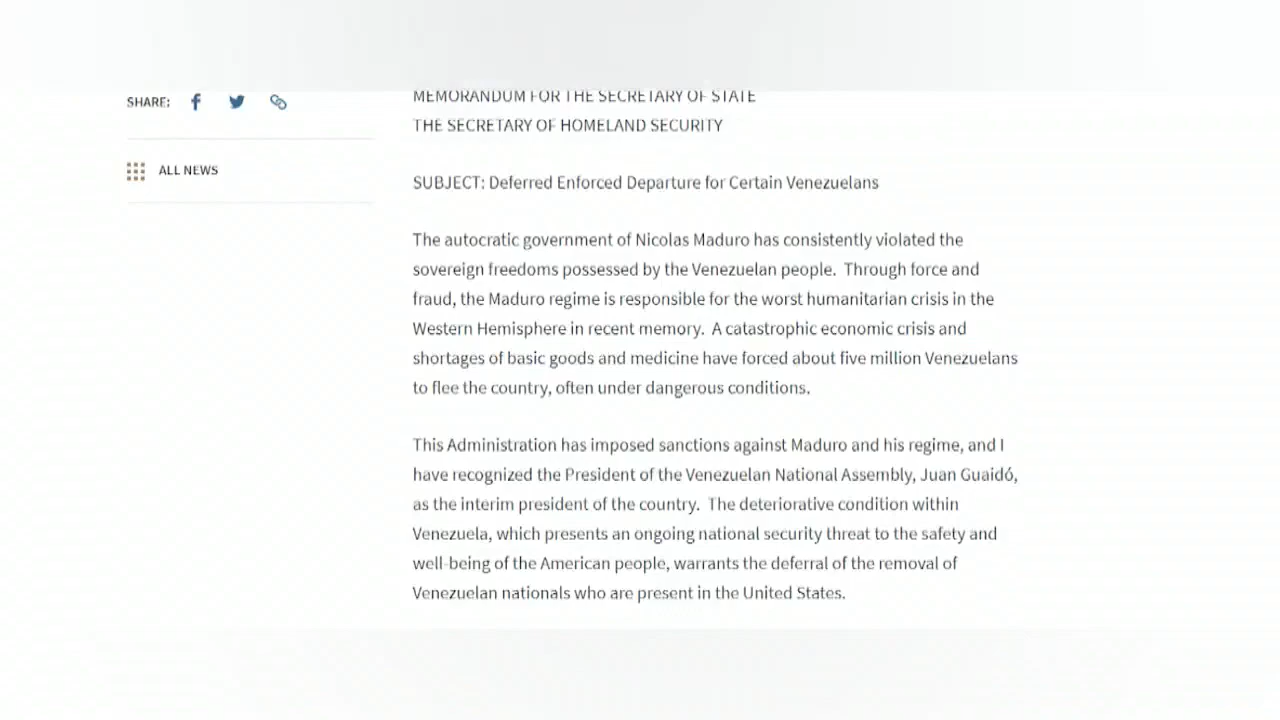 SHARE:
ALL NEWS
MEMORANDUM FOR THE SECRETARY OF STATE
THE SECRETARY OF HOMELAND SECURITY
SUBJECT: Deferred Enforced Departure for Certain Venezuelans
The autocratic government of Nicolas Maduro has consistently violated the
sovereign freedoms possessed by the Venezuelan people. Through force and
fraud, the Maduro regime is responsible for the worst humanitarian crisis in the
Western Hemisphere in recent memory. A catastrophic economic crisis and
shortages of basic goods and medicine have forced about five million Venezuelans
to flee the country, often under dangerous conditions.
This Administration has imposed sanctions against Maduro and his regime, and I
have recognized the President of the Venezuelan National Assembly, Juan Guaidó,
as the interim president of the country. The deteriorative condition within
Venezuela, which presents an ongoing national security threat to the safety and
well-being of the American people, warrants the deferral of the removal of
Venezuelan nationals who are present in the United States.